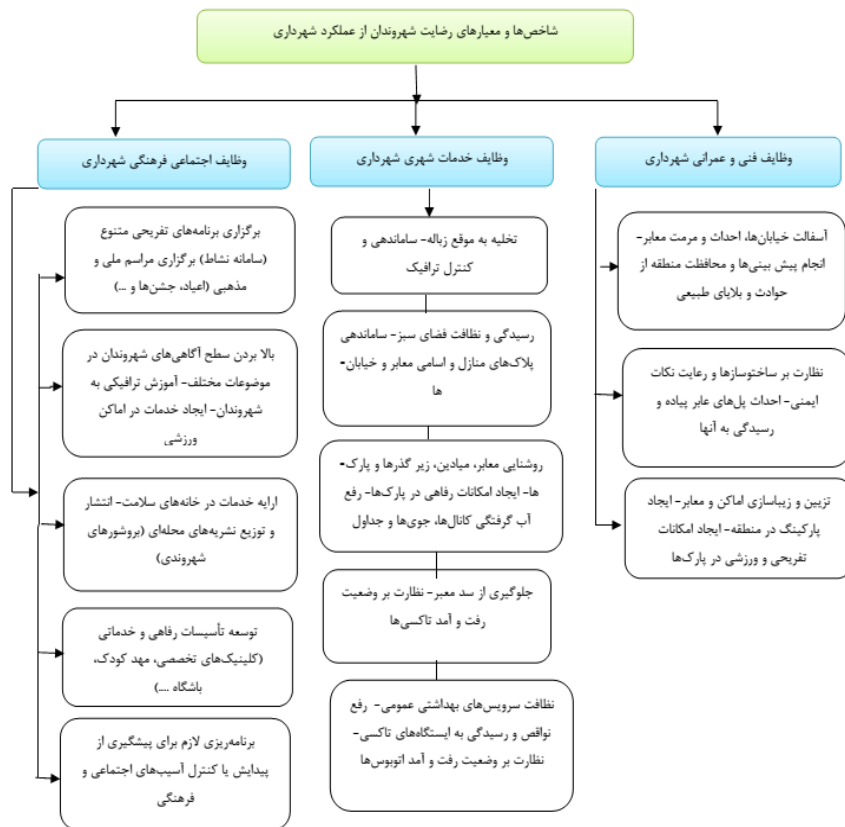 شاخص‌ها و معیارهای رضایت شهروندان از عملکرد شهرداری
وظایف فنی و عمرانی شهرداری
آسفالت خیابان‌ها، احداث و مرمت معابر-
انجام پیش بینی‌ها و محافظت منطقه از
حوادث و بلایای طبیعی
نظارت بر ساختوسازها و رعایت نکات
ایمنی- احداث پل‌های عابر پیاده و
رسیدگی به آنها
تزیین و زیباسازی اماکن و معابر- ایجاد
پارکینگ در منطقه- ایجاد امکانات
تفریحی و ورزشی در پارک‌ها
وظایف خدمات شهری شهرداری
تخلیه به موقع زباله- ساماندهی و
کنترل ترافیک
رسیدگی و نظافت فضای سبز- ساماندهی
پلاک‌های منازل و اسامی معابر و خیابان-
ها
روشنایی معابر، میادین، زیر گذرها و پارک-
ها- ایجاد امکانات رفاهی در پارک‌ها- رفع
آب گرفتگی کانال‌ها، جوی‌ها و جداول
جلوگیری از سد معبر- نظارت بر وضعیت
رفت و آمد تاکسی‌ها
نظافت سرویس‌های بهداشتی عمومی- رفع
نواقص و رسیدگی به ایستگاه‌های تاکسی-
نظارت بر وضعیت رفت و آمد اتوبوس‌ها
وظایف اجتماعی فرهنگی شهرداری
برگزاری برنامه‌های تفریحی متنوع
(سامانه نشاط) برگزاری مراسم ملی و
مذهبی (اعیاد، جشن‌ها و ...)
بالا بردن سطح آگاهی‌های شهروندان در
موضوعات مختلف- آموزش ترافیکی به
شهروندان- ایجاد خدمات در اماکن
ورزشی
ارایه خدمات در خانه‌های سلامت- انتشار
و توزیع نشریه‌های محله‌ای (بروشورهای
شهروندی)
توسعه تأسیسات رفاهی و خدماتی
(کلینیک‌های تخصصی، مهد کودک،
باشگاه ....)
برنامه‌ریزی لازم برای پیشگیری از
پیدایش یا کنترل آسیب‌های اجتماعی و
فرهنگی